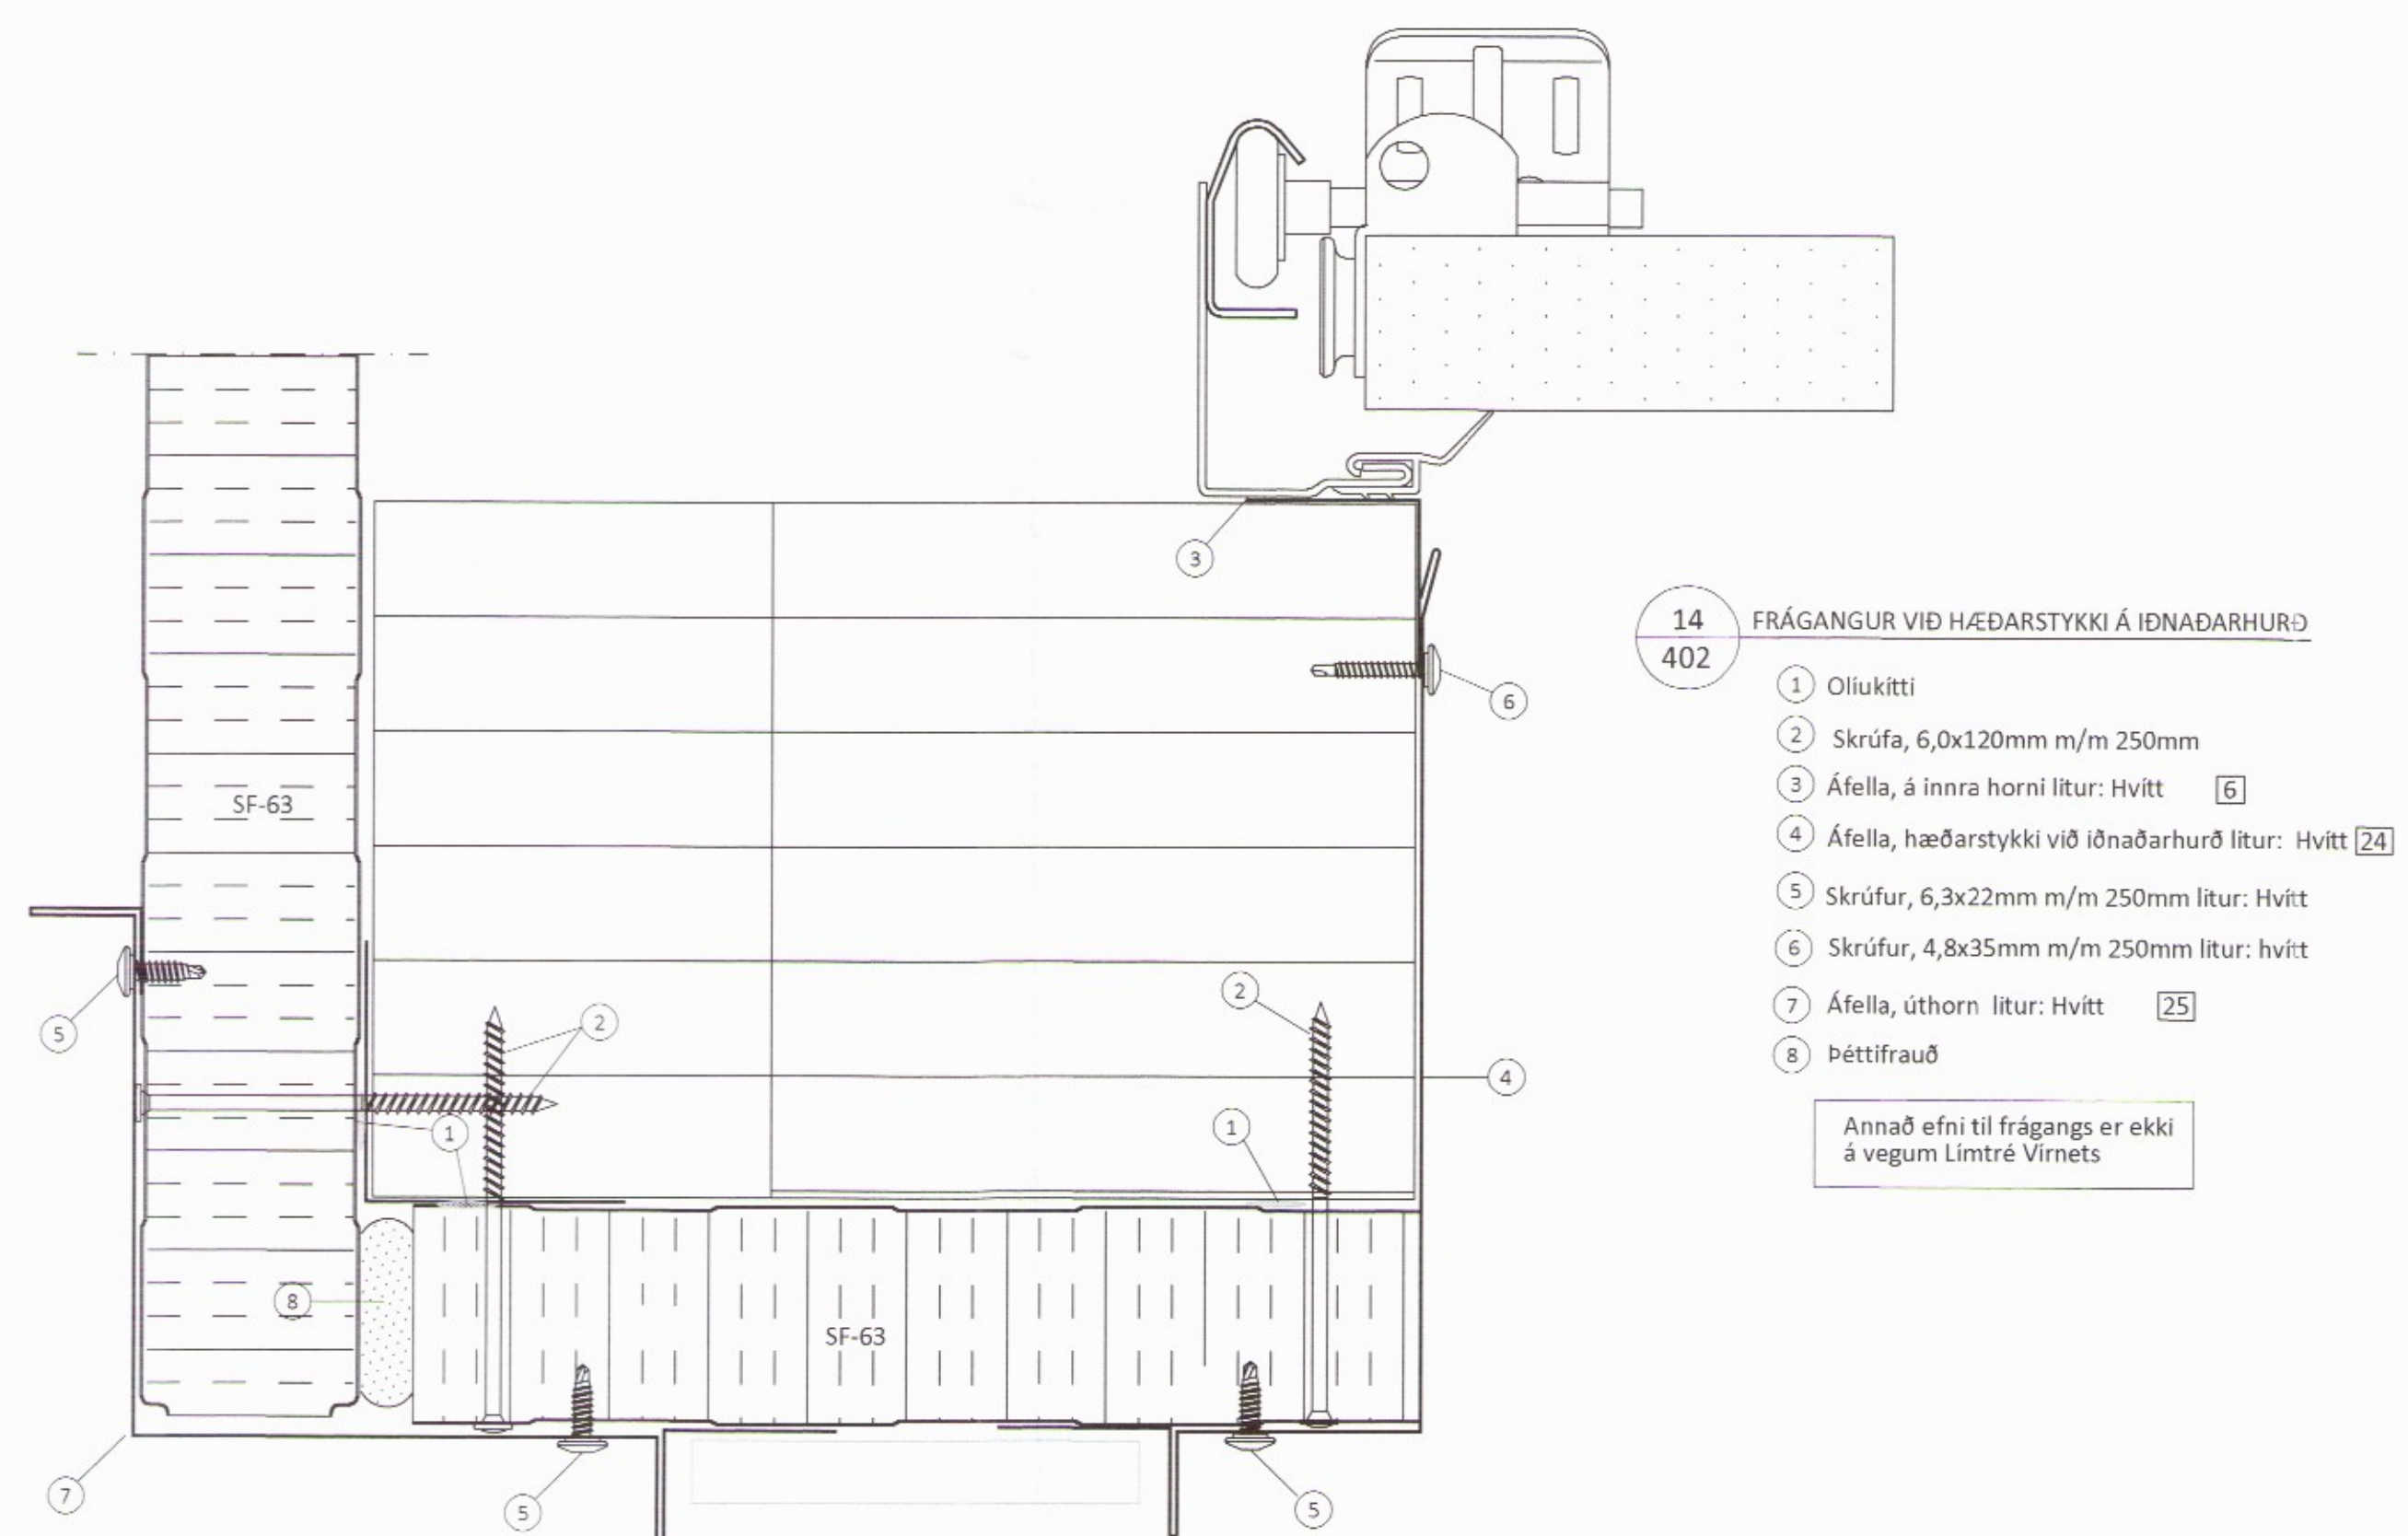 3
14
402
FRÁGANGUR VIÐ HÆÐARSTYKKI Á IÐNAÐARHURÐ
1 Olíukítti
2 Skrúfa, 6,0x120mm m/m 250mm
3 Áfella, á innra horni litur: Hvítt 6
4 Áfella, hæðarstykki við iðnaðarhurð litur: Hvítt 24
5 Skrúfur, 6,3x22mm m/m 250mm litur: Hvítt
6 Skrúfur, 4,8x35mm m/m 250mm litur: hvítt
7 Áfella, úthorn litur: Hvítt 25
8 Þéttifrauð
Annað efni til frágangs er ekki
á vegum Límtré Vírnets
6
SF-63
5
2
2
4
1
1
8
SF-63
7
5
5